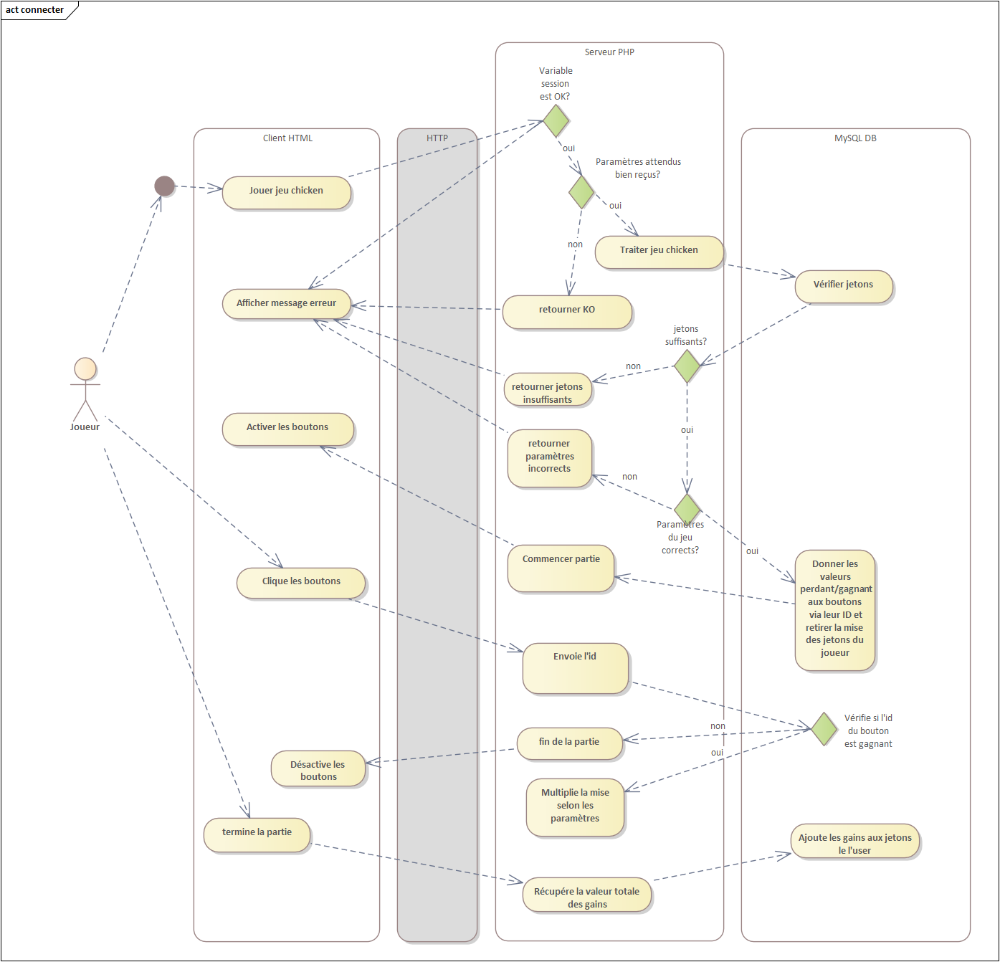 act connecter
Serveur PHP
Variable
session
est OK?
Client HTML
HTTP
MySQL DB
oui
Paramètres attendus
bien reçus?
Jouer jeu chicken
oui
non
Traiter jeu chicken
Vérifier jetons
Afficher message erreur
retourner KO
jetons
suffisants?
non
retourner jetons
insuffisants
Joueur
Activer les boutons
oui
retourner
paramètres
incorrects
non
Paramètres
du jeu
corrects?
oui
Commencer partie
Donner les
valeurs
perdant/gagnant
aux boutons
via leur ID et
retirer la mise
des jetons du
joueur
Clique les boutons
Envoie l'id
Vérifie si l'id
du bouton
est gagnant
non
fin de la partie
oui
Désactive les
boutons
Multiplie la mise
selon les
paramètres
termine la partie
Ajoute les gains aux jetons
le l'user
Récupére la valeur totale
des gains